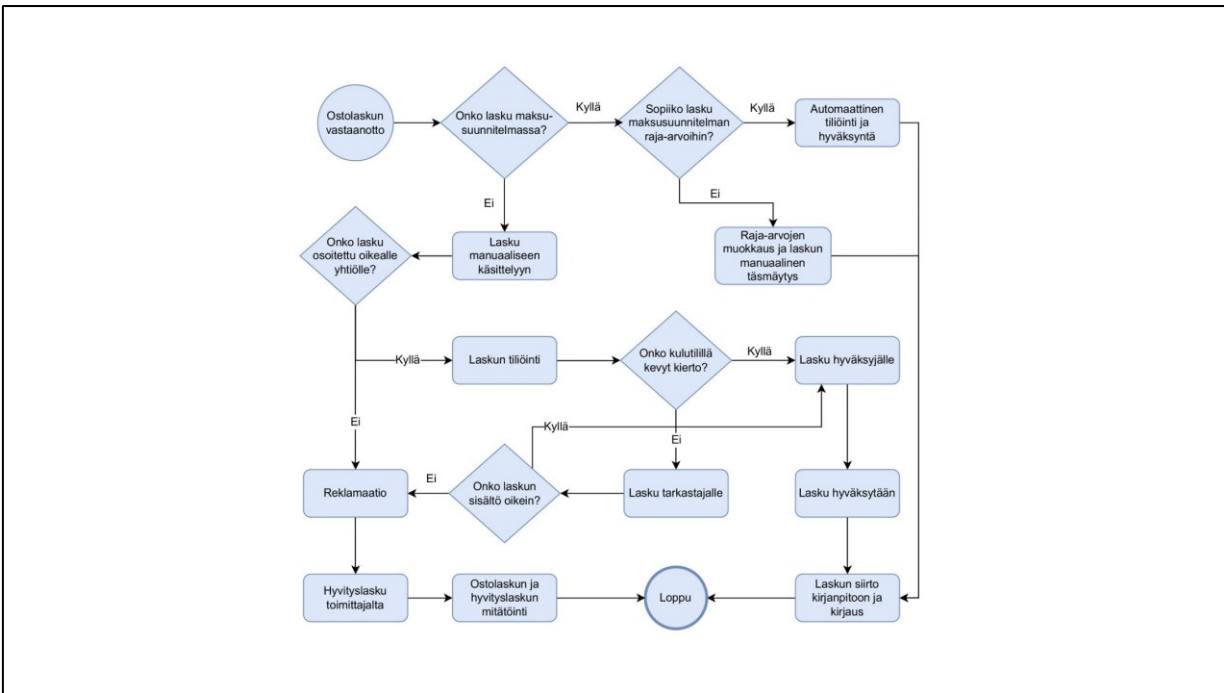 Ostolaskun
vastaanotto
Onko lasku maksu-
suunnitelmassa?
Kyllä
Sopiiko lasku
maksusuunnitelman
raja-arvoihin?
Kyllä
Automaattinen
tiliöinti ja
hyväksyntä
Ei
Ei
Onko lasku
osoitettu oikealle
yhtiölle?
Lasku
manuaaliseen
käsittelyyn
Raja-arvojen
muokkaus ja laskun
manuaalinen
täsmäytys
Kyllä
Laskun tiliöinti
Onko kulutilillä
kevyt kierto?
Kyllä
Lasku hyväksyjälle
Ei
Kyllä
Ei
Reklamaatio
Ei
Onko laskun
sisältö oikein?
Lasku tarkastajalle
Lasku hyväksytään
Hyvityslasku
toimittajalta
Ostolaskun ja
hyvityslaskun
mitätöinti
Loppu
Laskun siirto
kirjanpitoon ja
kirjaus